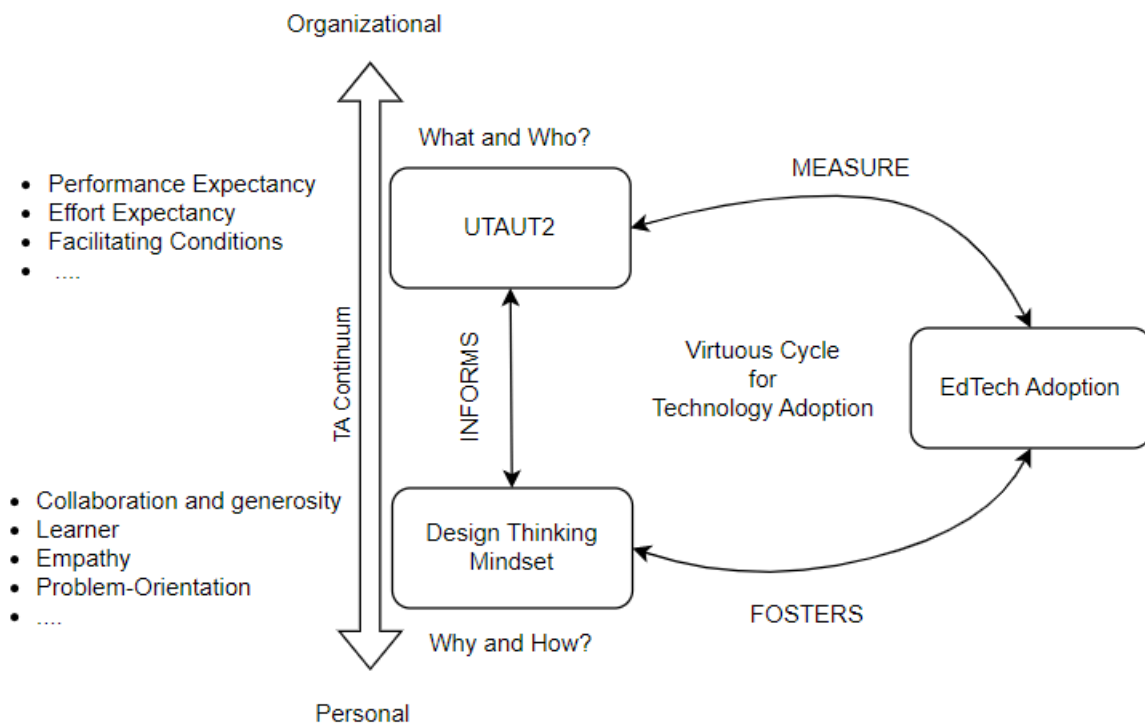 Organizational
What and Who?
MEASURE
• Performance Expectancy
• Effort Expectancy
• Facilitating Conditions
• ....
UTAUT2
TA Continuum
INFORMS
Virtuous Cycle
for
Technology Adoption
EdTech Adoption
• Collaboration and generosity
• Learner
• Empathy
• Problem-Orientation
• ....
Design Thinking
Mindset
FOSTERS
Why and How?
Personal